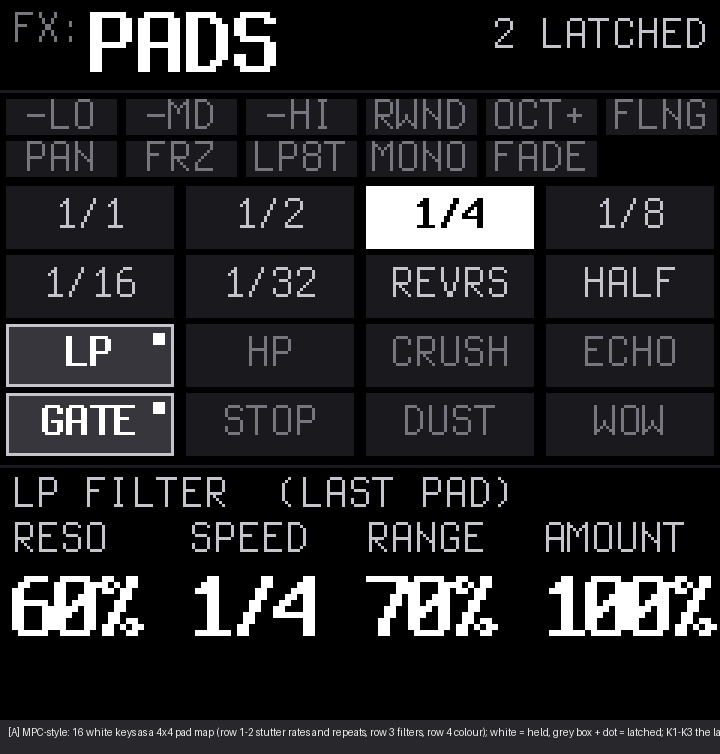 FX: PADS 2 LATCHED
-LO -MD -HI RWND OCT+ FLNG
PAN FRZ LP8T MONO FADE
1/1 1/2 1/4 1/8
1/16 1/32 REVRS HALF
LP HP CRUSH ECHO
GATE STOP DUST WOW
LP FILTER (LAST PAD)
RESO SPEED RANGE AMOUNT
60% 1/4 70% 100%
[A] MPC-style: 16 white keys as a 4x4 pad map (row 1-2 stutter rates and repeats, row 3 filters, row 4 colour); white = held, grey box + dot = latched; K1-K3 the la